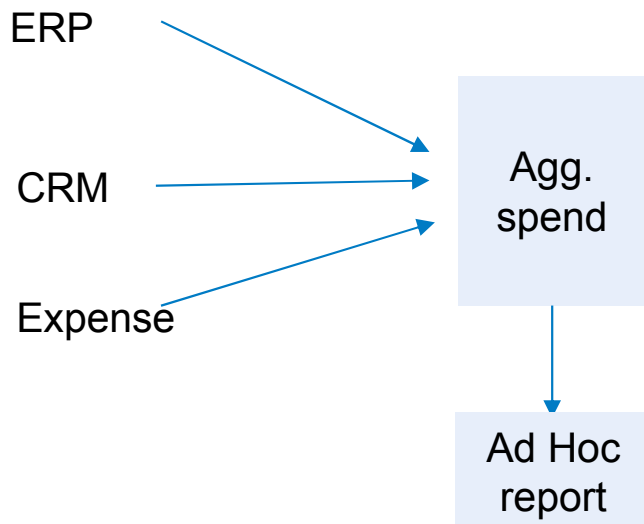 ERP
CRM
Expense
Agg.
spend
Ad Hoc
report